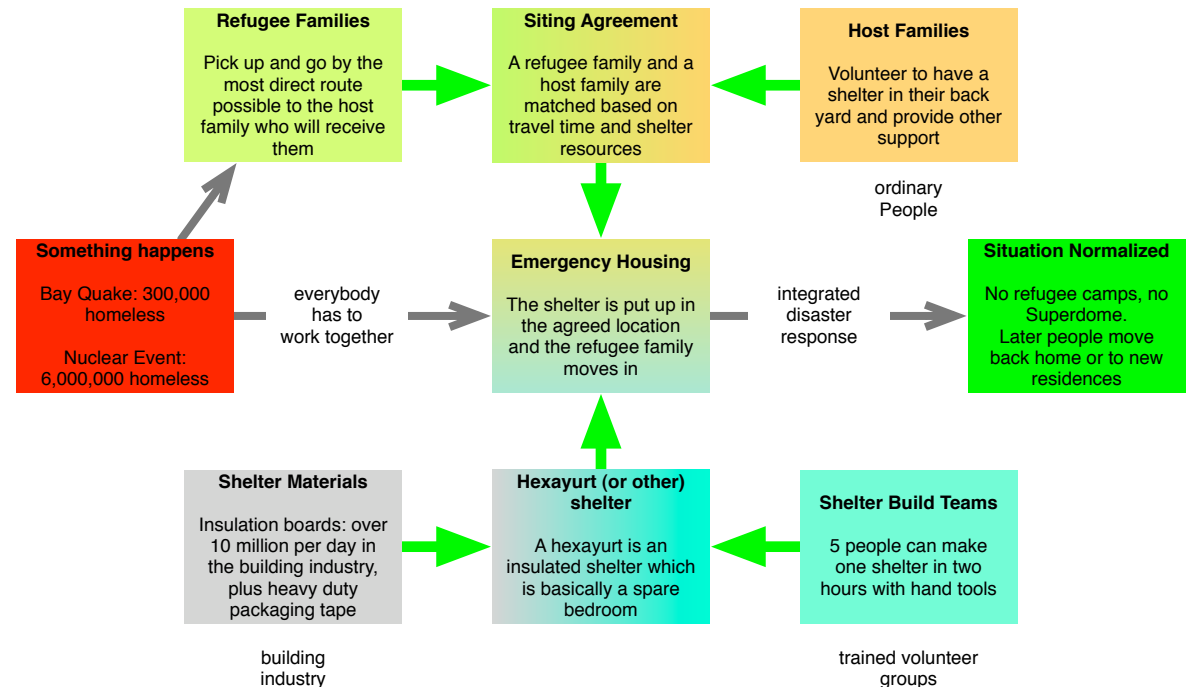 Refugee Families
Pick up and go by the
most direct route
possible to the host
family who will receive
them
Siting Agreement
A refugee family and a
host family are
matched based on
travel time and shelter
resources
Host Families
Volunteer to have a
shelter in their back
yard and provide other
support
ordinary
People
Something happens
Bay Quake: 300,000
homeless
Nuclear Event:
6,000,000 homeless
everybody
has to
work together
Emergency Housing
The shelter is put up in
the agreed location
and the refugee family
moves in
integrated
disaster
response
Situation Normalized
No refugee camps, no
Superdome.
Later people move
back home or to new
residences
Shelter Materials
Insulation boards: over
10 million per day in
the building industry,
plus heavy duty
packaging tape
building
industry
Hexayurt (or other)
shelter
A hexayurt is an
insulated shelter which
is basically a spare
bedroom
Shelter Build Teams
5 people can make
one shelter in two
hours with hand tools
trained volunteer
groups